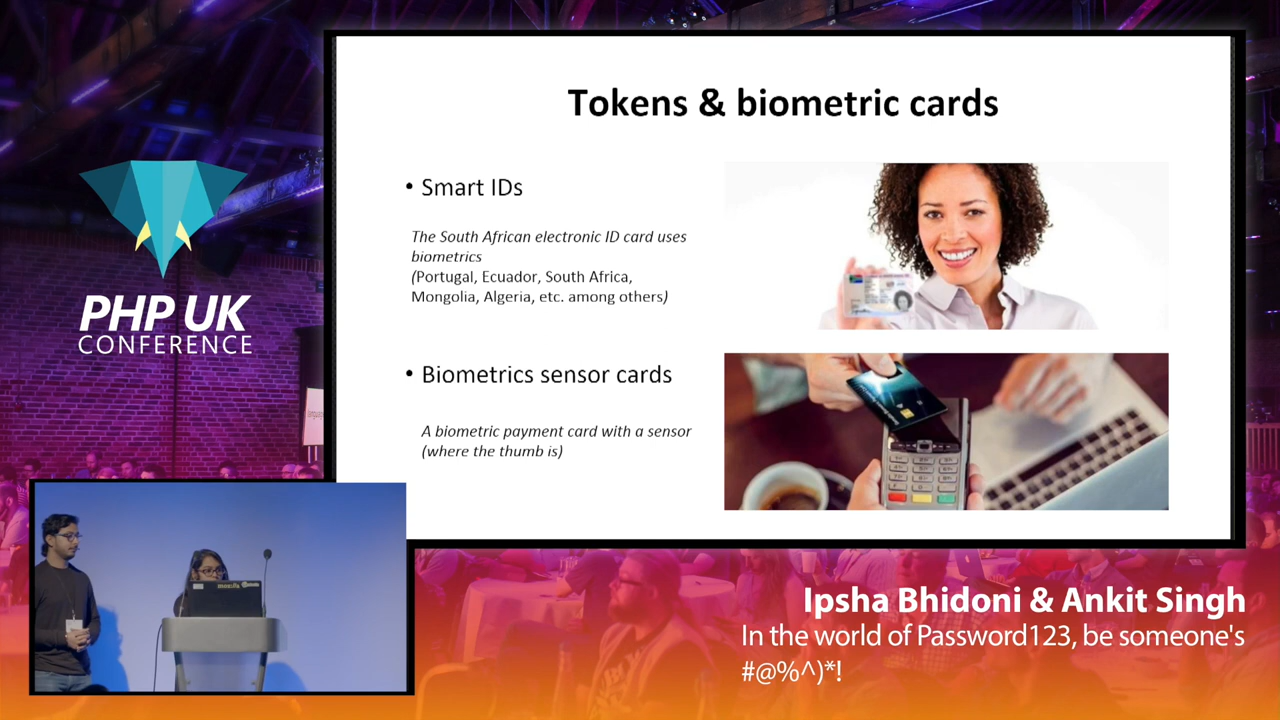 Tokens & biometric cards
• Smart IDs
The South African electronic ID card uses
biometrics
(Portugal, Ecuador, South Africa,
Mongolia, Algeria, etc. among others)
• Biometrics sensor cards
A biometric payment card with a sensor
(where the thumb is)
PHP UK
CONFERENCE
mozilla
Ipsha Bhidoni & Ankit Singh
In the world of Password123, be someone's
#@%^)*!